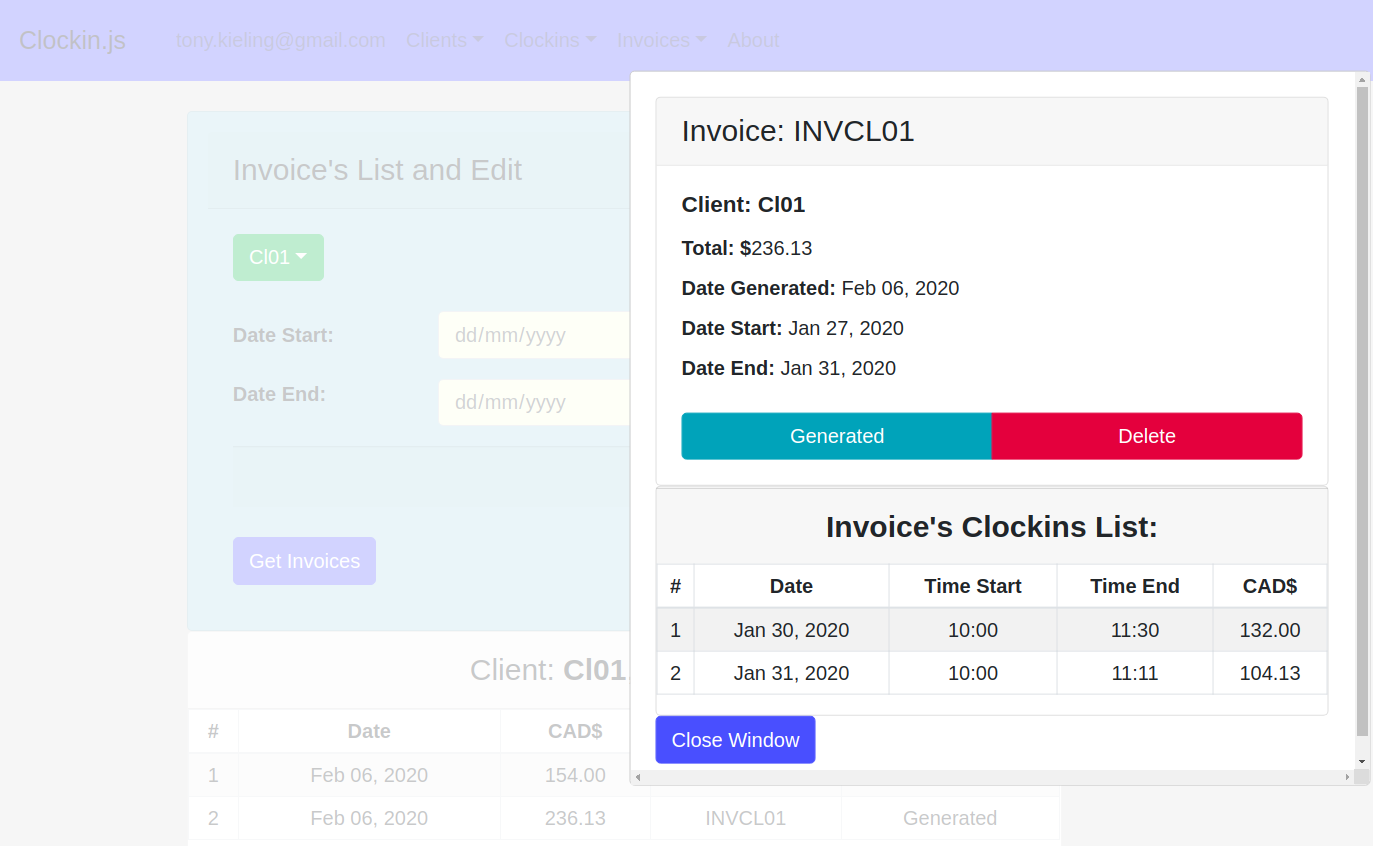 Clockin.js tony.kieling@gmail.com Clients Clockins Invoices About
Invoice's List and Edit
Cl01
Date Start: dd/mm/yyyy
Date End: dd/mm/yyyy
Get Invoices
Client: Cl01
# Date CAD$
1 Feb 06, 2020 154.00
2 Feb 06, 2020 236.13 INVCL01 Generated
Invoice: INVCL01
Client: Cl01
Total: $236.13
Date Generated: Feb 06, 2020
Date Start: Jan 27, 2020
Date End: Jan 31, 2020
Generated Delete
Invoice's Clockins List:
# Date Time Start Time End CAD$
1 Jan 30, 2020 10:00 11:30 132.00
2 Jan 31, 2020 10:00 11:11 104.13
Close Window